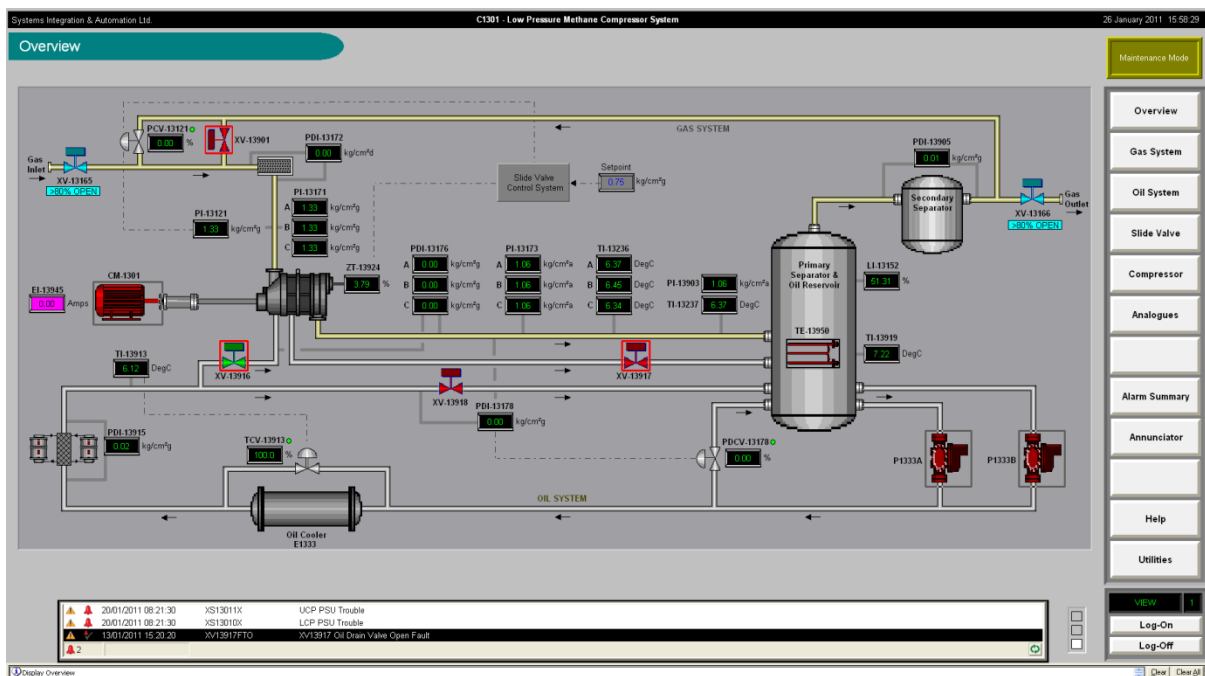 Systems Integration & Automation Ltd.
C1301 - Low Pressure Methane Compressor System
26 January 2011 15:58:29
Overview
Maintenance Mode
Overview
Gas System
Oil System
Slide Valve
Compressor
Analogues
Alarm Summary
Annunciator
Help
Utilities
VIEW 1
Log-On
Log-Off
GAS SYSTEM
PCV-13121
0.00 %
XV-13901
PDI-13172
0.00 kg/cm²d
Gas
Inlet
XV-13165
>80% OPEN
PI-13171
A 1.33 kg/cm²g
B 1.33 kg/cm²g
C 1.33 kg/cm²g
PI-13121
1.33 kg/cm²g
Slide Valve
Control System
Setpoint
0.75 kg/cm²g
PDI-13905
0.01 kg/cm²g
Secondary
Separator
Gas
Outlet
XV-13166
>80% OPEN
CM-1301
EI-13945
0.00 Amps
ZT-13924
3.79 %
PDI-13176
A 0.00 kg/cm²g
B 0.00 kg/cm²g
C 0.00 kg/cm²g
PI-13173
A 1.06 kg/cm²a
B 1.06 kg/cm²a
C 1.06 kg/cm²a
TI-13236
A 6.37 DegC
B 6.45 DegC
C 6.34 DegC
PI-13903 1.06 kg/cm²a
TI-13237 6.37 DegC
Primary
Separator &
Oil Reservoir
TE-13950
LI-13152
51.31 %
TI-13919
7.22 DegC
TI-13913
6.12 DegC
XV-13916
XV-13917
XV-13918
PDI-13178
0.00 kg/cm²g
PDI-13915
0.02 kg/cm²g
TCV-13913
100.0 %
PDCV-13178
0.00 %
P1333A
P1333B
OIL SYSTEM
Oil Cooler
E1333
20/01/2011 08:21:30 XS13011X UCP PSU Trouble
20/01/2011 08:21:30 XS13010X LCP PSU Trouble
13/01/2011 15:20:20 XV13917FTO XV13917 Oil Drain Valve Open Fault
2
Display Overview
Clear Clear All